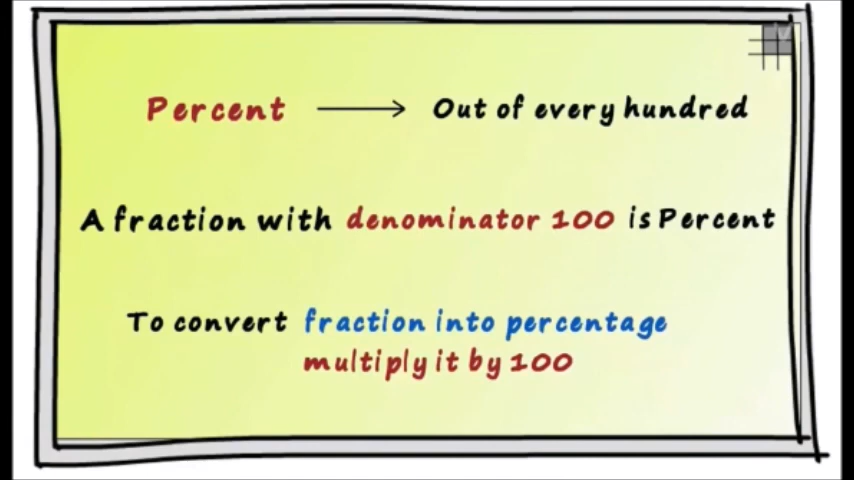 Percent → Out of every hundred
A fraction with denominator 100 is Percent
To convert fraction into percentage
multiply it by 100